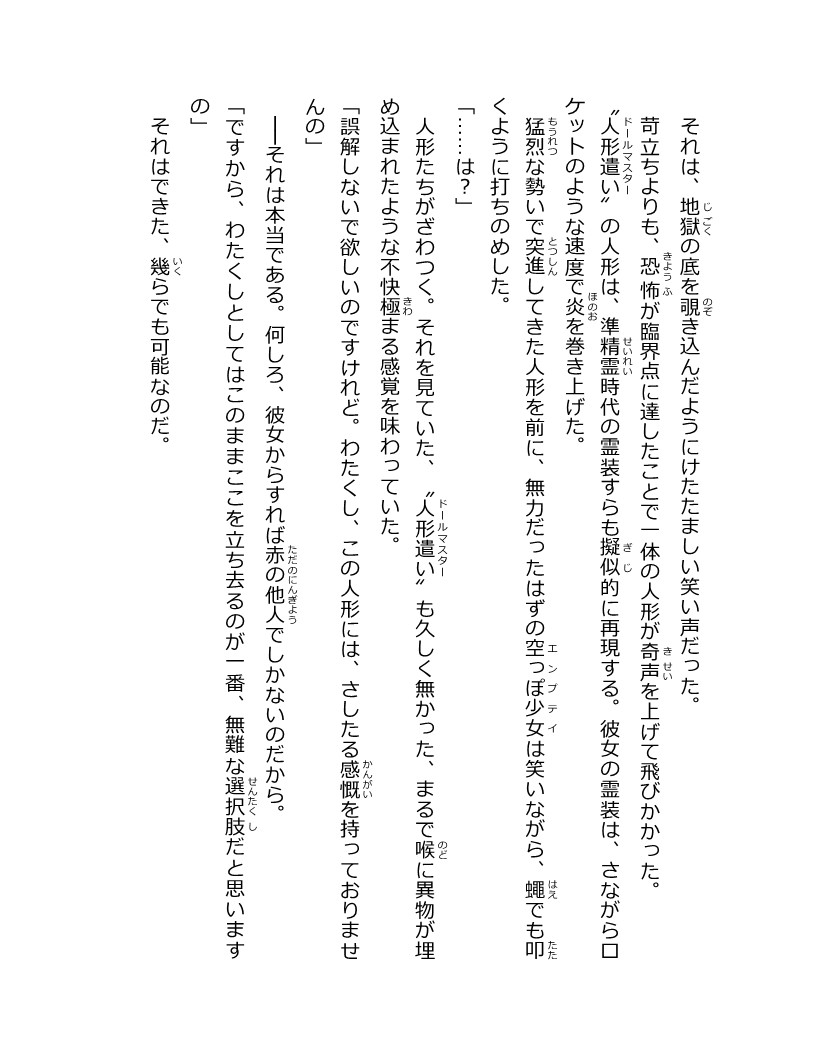 それは、地獄の底を覗き込んだようにけたたましい笑い声だった。
苛立ちよりも、恐怖が臨界点に達したことで一体の人形が奇声を上げて飛びかかった。
〝人形遣い〟の人形は、準精霊時代の霊装すらも擬似的に再現する。彼女の霊装は、さながらロ
ケットのような速度で炎を巻き上げた。
猛烈な勢いで突進してきた人形を前に、無力だったはずの空っぽ少女は笑いながら、蠅でも叩
くように打ちのめした。
「……は？」
人形たちがざわつく。それを見ていた、〝人形遣い〟も久しく無かった、まるで喉に異物が埋
め込まれたような不快極まる感覚を味わっていた。
「誤解しないで欲しいのですけれど。わたくし、この人形には、さしたる感慨を持っておりませ
んの」
――それは本当である。何しろ、彼女からすれば赤の他人でしかないのだから。
「ですから、わたくしとしてはこのままここを立ち去るのが一番、無難な選択肢だと思います
の」
それはできた、幾らでも可能なのだ。